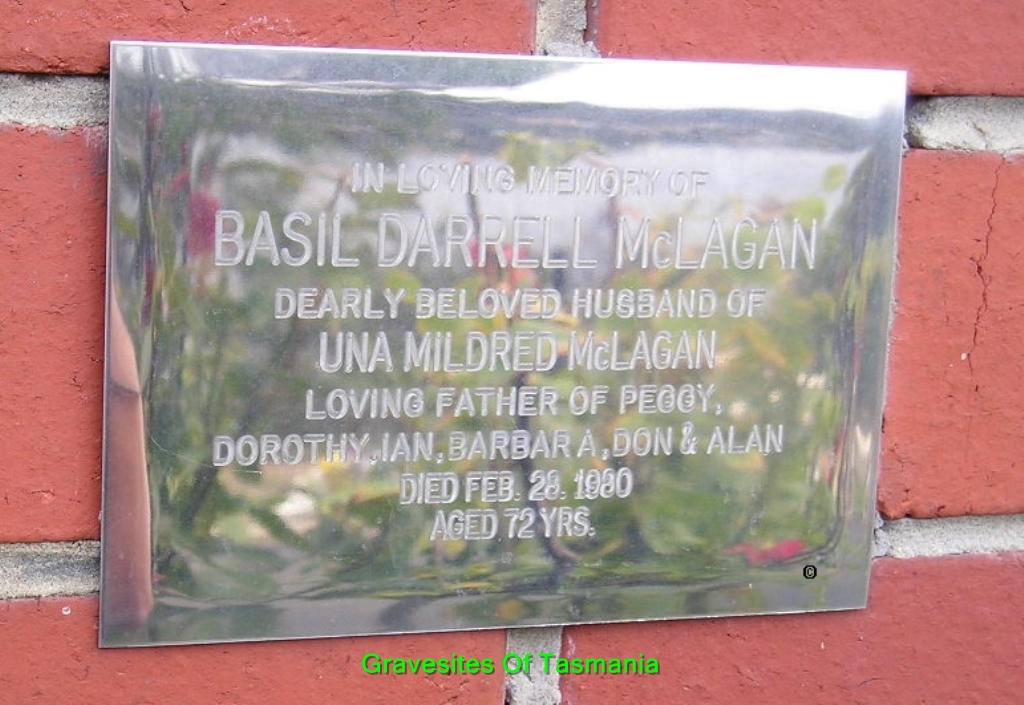 IN LOVING MEMORY OF
BASIL DARRELL McLAGAN
DEARLY BELOVED HUSBAND OF
UNA MILDRED McLAGAN
LOVING FATHER OF PEGGY,
DOROTHY, IAN, BARBARA, DON & ALAN
DIED FEB. 28. 1980
AGED 72 YRS.
©
Gravesites Of Tasmania